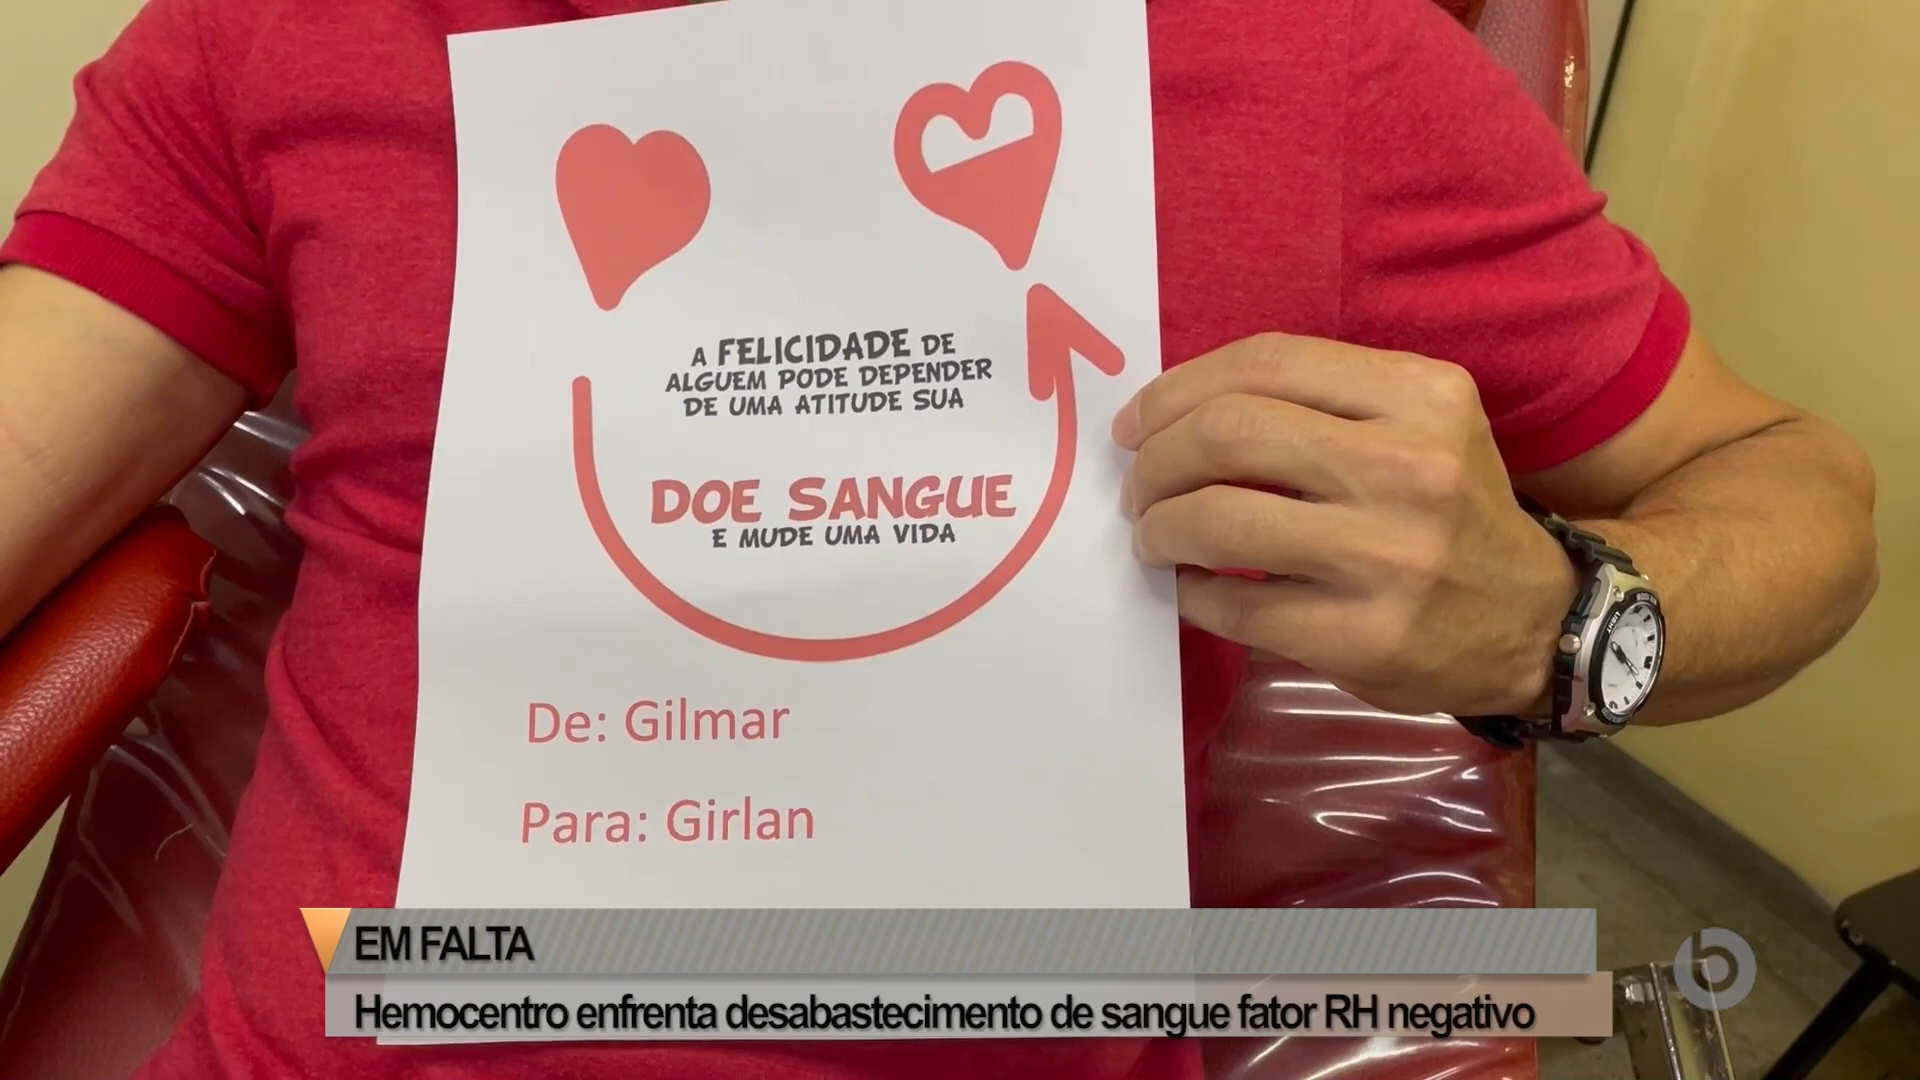 A FELICIDADE DE
ALGUEM PODE DEPENDER
DE UMA ATITUDE SUA
DOE SANGUE
E MUDE UMA VIDA
De: Gilmar
Para: Girlan
EM FALTA
Hemocentro enfrenta desabastecimento de sangue fator RH negativo
b
LIGHT